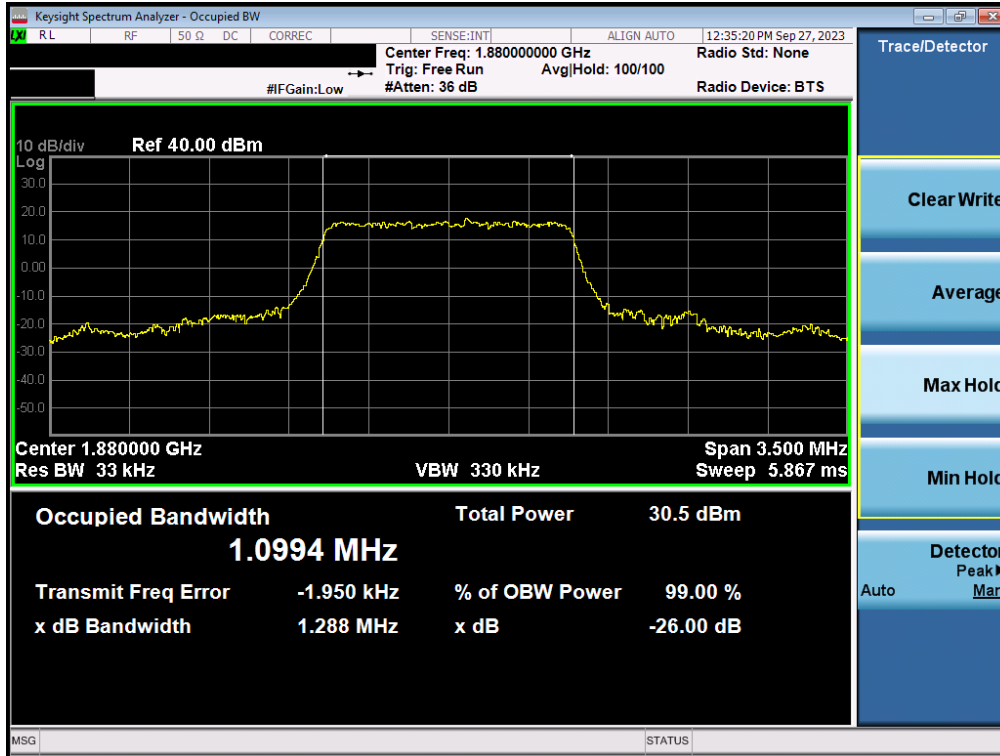 Keysight Spectrum Analyzer - Occupied BW
LXI RL RF 50 Ω DC CORREC SENSE:INT ALIGN AUTO 12:35:20 PM Sep 27, 2023
Center Freq: 1.880000000 GHz Radio Std: None
Trig: Free Run Avg|Hold: 100/100
#IFGain:Low #Atten: 36 dB Radio Device: BTS
10 dB/div Ref 40.00 dBm
Log
30.0
20.0
10.0
0.00
-10.0
-20.0
-30.0
-40.0
-50.0
Center 1.880000 GHz Span 3.500 MHz
Res BW 33 kHz VBW 330 kHz Sweep 5.867 ms
Occupied Bandwidth Total Power 30.5 dBm
1.0994 MHz
Transmit Freq Error -1.950 kHz % of OBW Power 99.00 %
x dB Bandwidth 1.288 MHz x dB -26.00 dB
MSG STATUS
Trace/Detector
Clear Write
Average
Max Hold
Min Hold
Detector
Peak
Auto Man